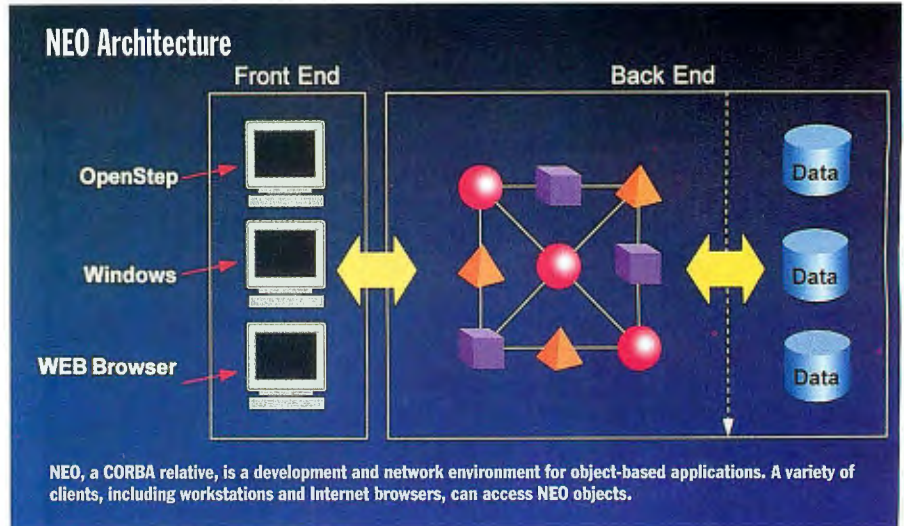 NEO Architecture
Front End
Back End
OpenStep
Windows
WEB Browser
Data
Data
Data
NEO, a CORBA relative, is a development and network environment for object-based applications. A variety of
clients, including workstations and Internet browsers, can access NEO objects.